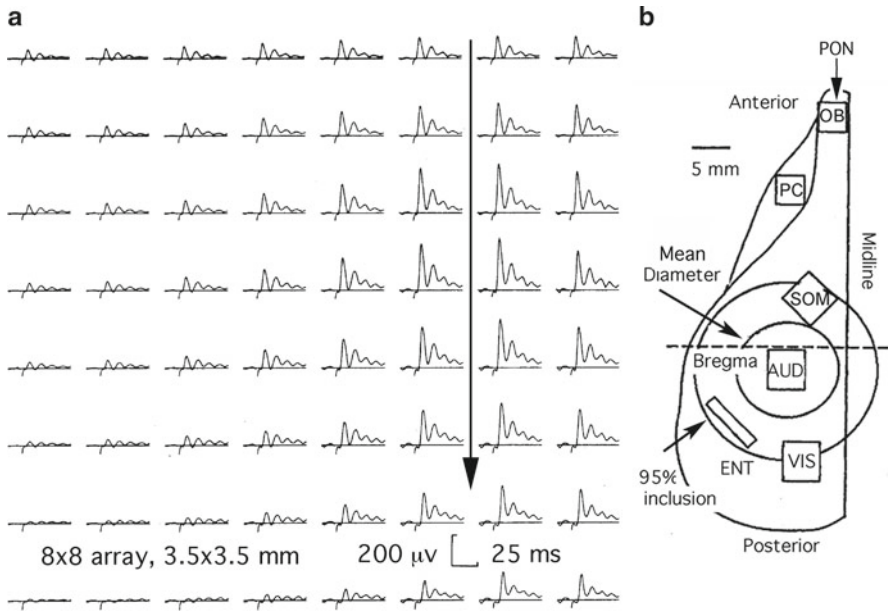 a
8x8 array, 3.5x3.5 mm
200 µv
25 ms
b
PON
Anterior
OB
5 mm
PC
Midline
Mean
Diameter
SOM
Bregma
AUD
ENT
VIS
95%
inclusion
Posterior